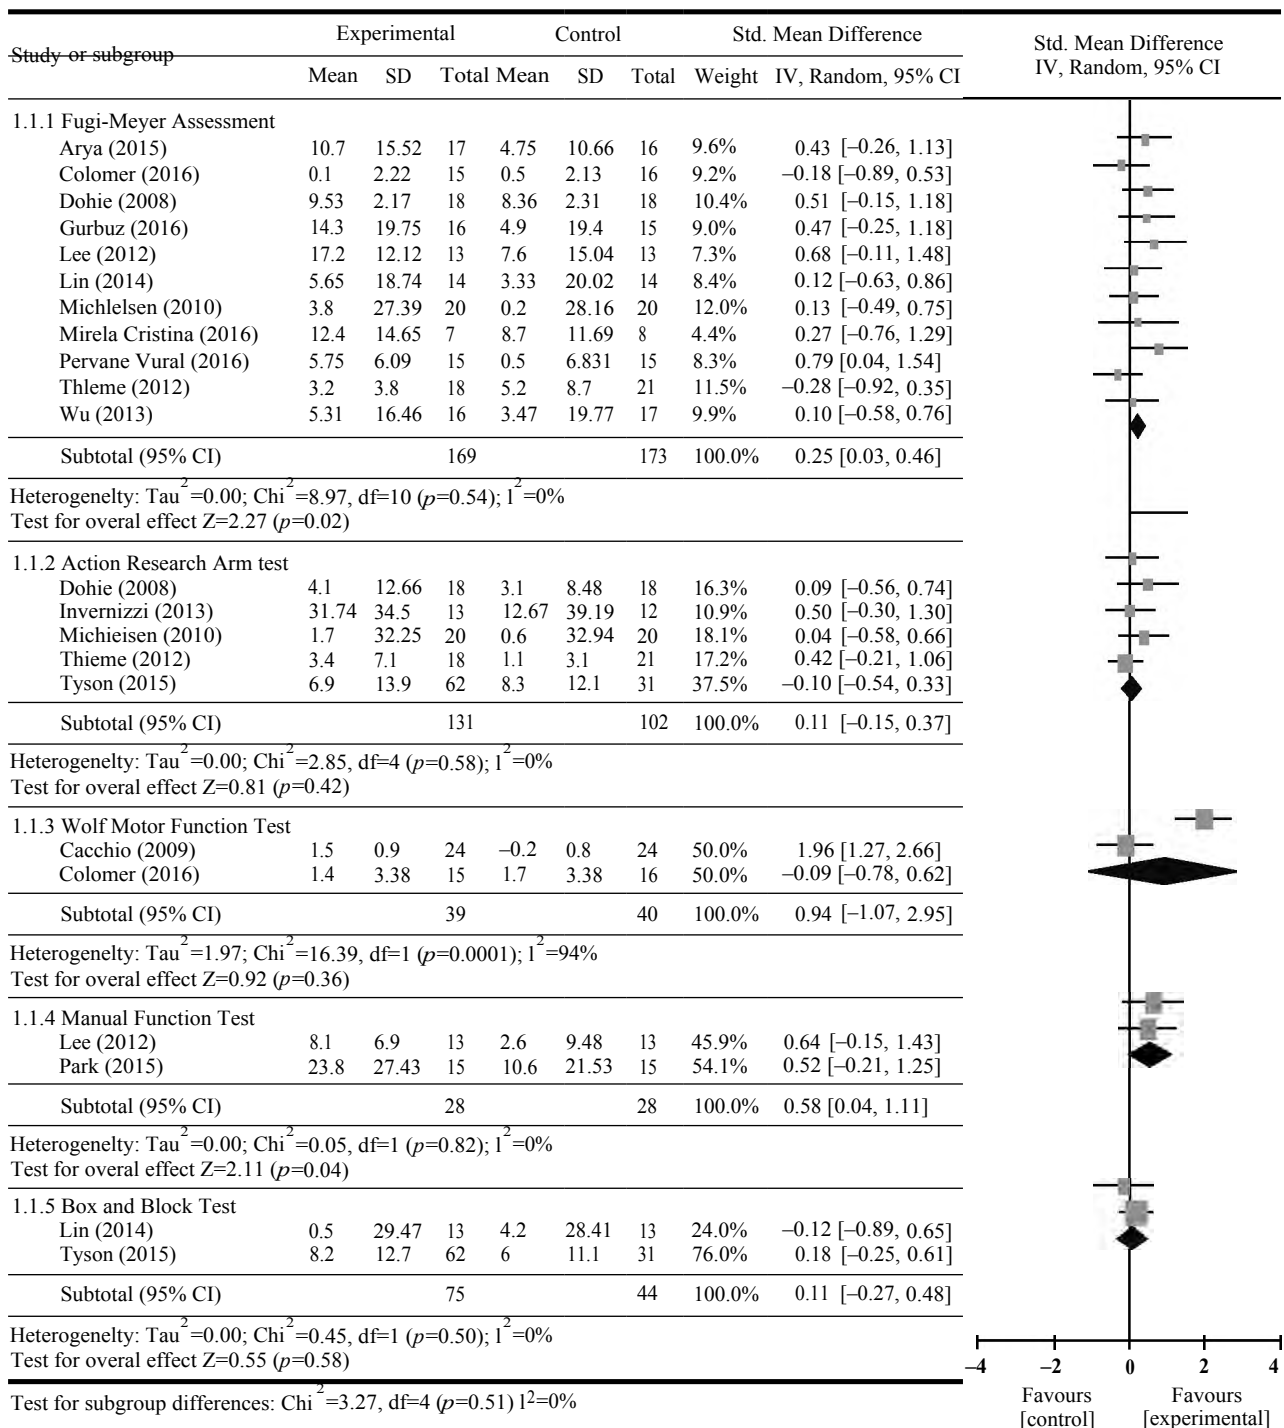 Experimental Control Std. Mean Difference Std. Mean Difference
Study or subgroup IV, Random, 95% CI
Mean SD Total Mean SD Total Weight IV, Random, 95% CI
1.1.1 Fugi-Meyer Assessment
Arya (2015) 10.7 15.52 17 4.75 10.66 16 9.6% 0.43 [–0.26, 1.13]
Colomer (2016) 0.1 2.22 15 0.5 2.13 16 9.2% –0.18 [–0.89, 0.53]
Dohie (2008) 9.53 2.17 18 8.36 2.31 18 10.4% 0.51 [–0.15, 1.18]
Gurbuz (2016) 14.3 19.75 16 4.9 19.4 15 9.0% 0.47 [–0.25, 1.18]
Lee (2012) 17.2 12.12 13 7.6 15.04 13 7.3% 0.68 [–0.11, 1.48]
Lin (2014) 5.65 18.74 14 3.33 20.02 14 8.4% 0.12 [–0.63, 0.86]
Michlelsen (2010) 3.8 27.39 20 0.2 28.16 20 12.0% 0.13 [–0.49, 0.75]
Mirela Cristina (2016) 12.4 14.65 7 8.7 11.69 8 4.4% 0.27 [–0.76, 1.29]
Pervane Vural (2016) 5.75 6.09 15 0.5 6.831 15 8.3% 0.79 [0.04, 1.54]
Thleme (2012) 3.2 3.8 18 5.2 8.7 21 11.5% –0.28 [–0.92, 0.35]
Wu (2013) 5.31 16.46 16 3.47 19.77 17 9.9% 0.10 [–0.58, 0.76]
Subtotal (95% CI) 169 173 100.0% 0.25 [0.03, 0.46]
Heterogenelty: Tau²=0.00; Chi²=8.97, df=10 (p=0.54); l²=0%
Test for overal effect Z=2.27 (p=0.02)
1.1.2 Action Research Arm test
Dohie (2008) 4.1 12.66 18 3.1 8.48 18 16.3% 0.09 [–0.56, 0.74]
Invernizzi (2013) 31.74 34.5 13 12.67 39.19 12 10.9% 0.50 [–0.30, 1.30]
Michieisen (2010) 1.7 32.25 20 0.6 32.94 20 18.1% 0.04 [–0.58, 0.66]
Thieme (2012) 3.4 7.1 18 1.1 3.1 21 17.2% 0.42 [–0.21, 1.06]
Tyson (2015) 6.9 13.9 62 8.3 12.1 31 37.5% –0.10 [–0.54, 0.33]
Subtotal (95% CI) 131 102 100.0% 0.11 [–0.15, 0.37]
Heterogenelty: Tau²=0.00; Chi²=2.85, df=4 (p=0.58); l²=0%
Test for overal effect Z=0.81 (p=0.42)
1.1.3 Wolf Motor Function Test
Cacchio (2009) 1.5 0.9 24 –0.2 0.8 24 50.0% 1.96 [1.27, 2.66]
Colomer (2016) 1.4 3.38 15 1.7 3.38 16 50.0% –0.09 [–0.78, 0.62]
Subtotal (95% CI) 39 40 100.0% 0.94 [–1.07, 2.95]
Heterogenelty: Tau²=1.97; Chi²=16.39, df=1 (p=0.0001); l²=94%
Test for overal effect Z=0.92 (p=0.36)
1.1.4 Manual Function Test
Lee (2012) 8.1 6.9 13 2.6 9.48 13 45.9% 0.64 [–0.15, 1.43]
Park (2015) 23.8 27.43 15 10.6 21.53 15 54.1% 0.52 [–0.21, 1.25]
Subtotal (95% CI) 28 28 100.0% 0.58 [0.04, 1.11]
Heterogenelty: Tau²=0.00; Chi²=0.05, df=1 (p=0.82); l²=0%
Test for overal effect Z=2.11 (p=0.04)
1.1.5 Box and Block Test
Lin (2014) 0.5 29.47 13 4.2 28.41 13 24.0% –0.12 [–0.89, 0.65]
Tyson (2015) 8.2 12.7 62 6 11.1 31 76.0% 0.18 [–0.25, 0.61]
Subtotal (95% CI) 75 44 100.0% 0.11 [–0.27, 0.48]
Heterogenelty: Tau²=0.00; Chi²=0.45, df=1 (p=0.50); l²=0%
Test for overal effect Z=0.55 (p=0.58)
–4 –2 0 2 4
Test for subgroup differences: Chi²=3.27, df=4 (p=0.51) l²=0%
Favours Favours
[control] [experimental]